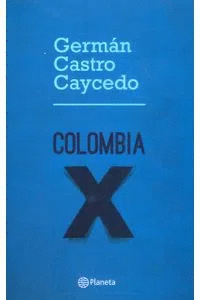 Germán
Castro
Caycedo
COLOMBIA
X
Planeta